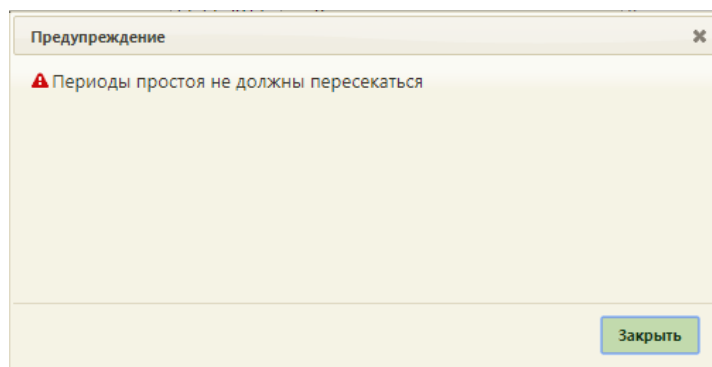 Предупреждение
Периоды простоя не должны пересекаться
Закрыть